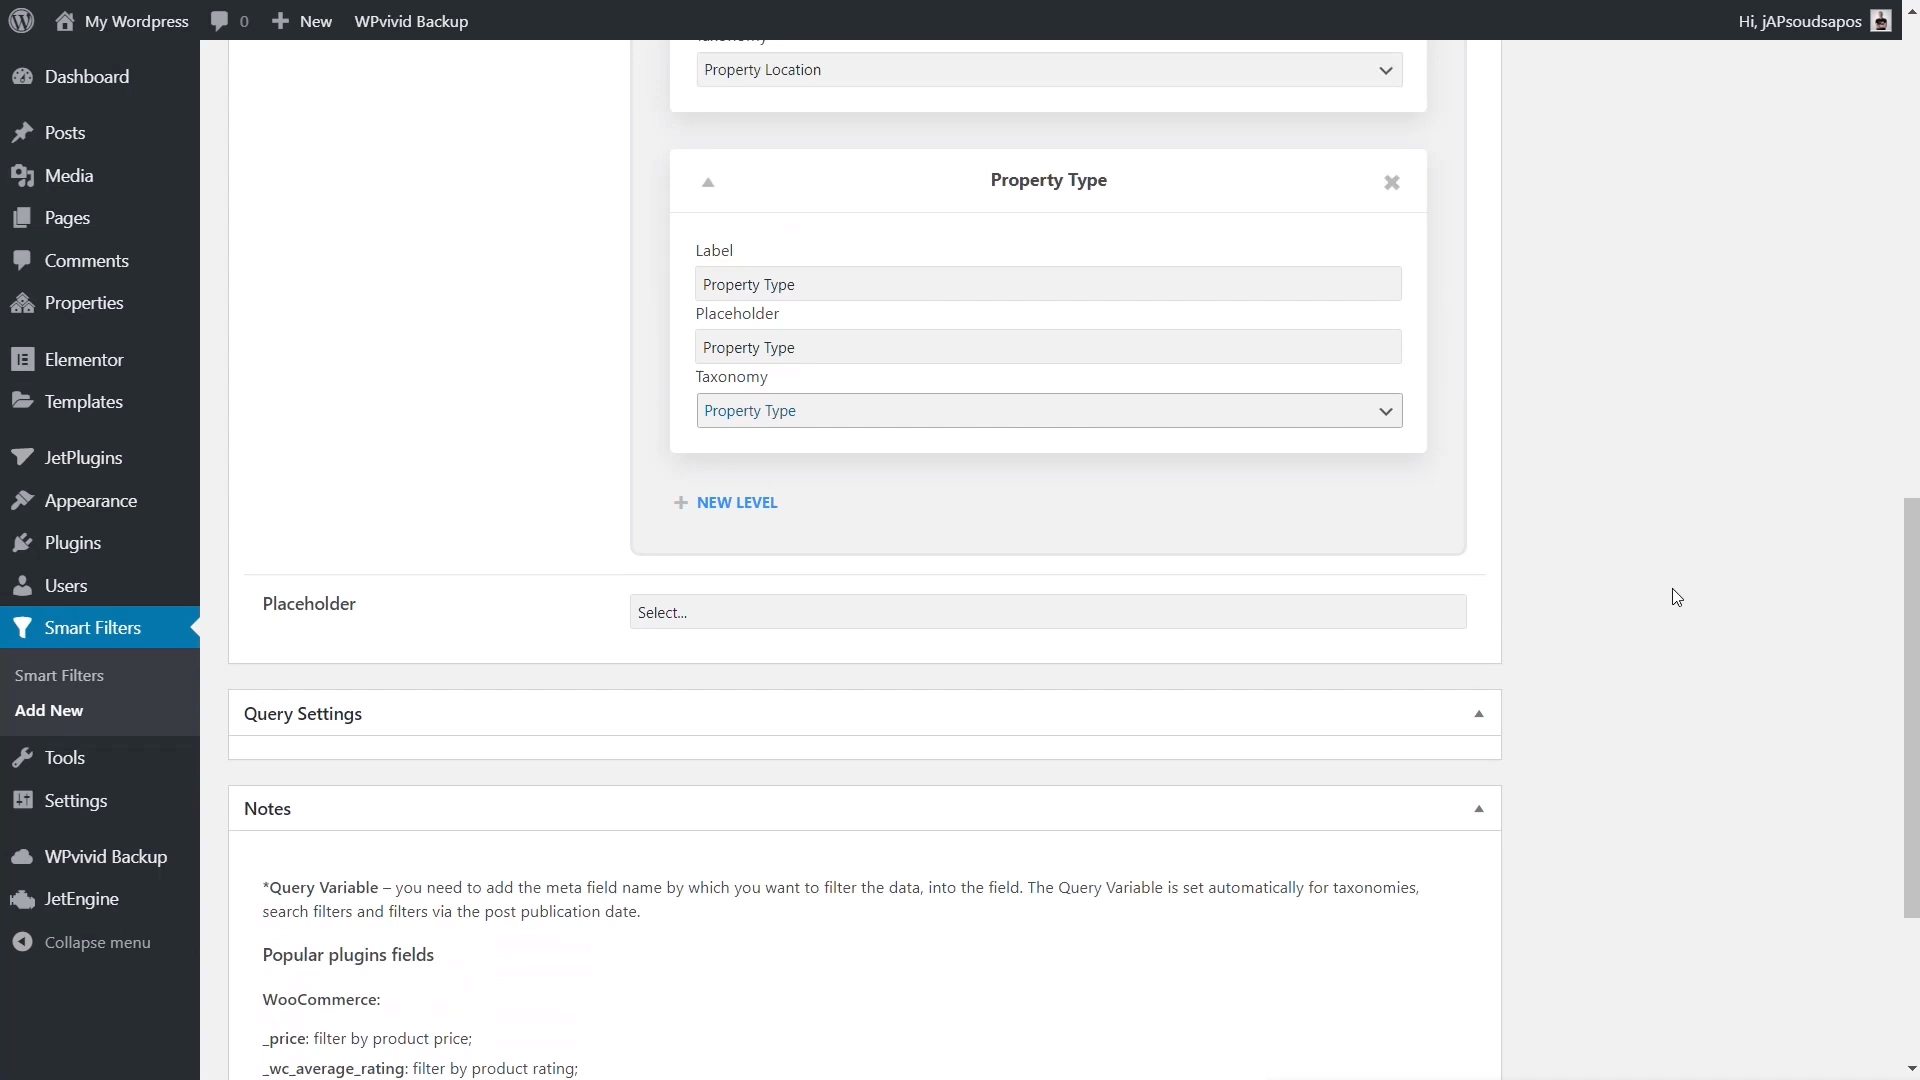 My Wordpress
0
New
WPvivid Backup
Hi, jAPsoudsapos
Dashboard
Posts
Media
Pages
Comments
Properties
Elementor
Templates
JetPlugins
Appearance
Plugins
Users
Smart Filters
Smart Filters
Add New
Tools
Settings
WPvivid Backup
JetEngine
Collapse menu
Taxonomy
Property Location
Property Type
Label
Property Type
Placeholder
Property Type
Taxonomy
Property Type
NEW LEVEL
Placeholder
Select...
Query Settings
Notes
*Query Variable – you need to add the meta field name by which you want to filter the data, into the field. The Query Variable is set automatically for taxonomies,
search filters and filters via the post publication date.
Popular plugins fields
WooCommerce:
_price: filter by product price;
_wc_average_rating: filter by product rating;